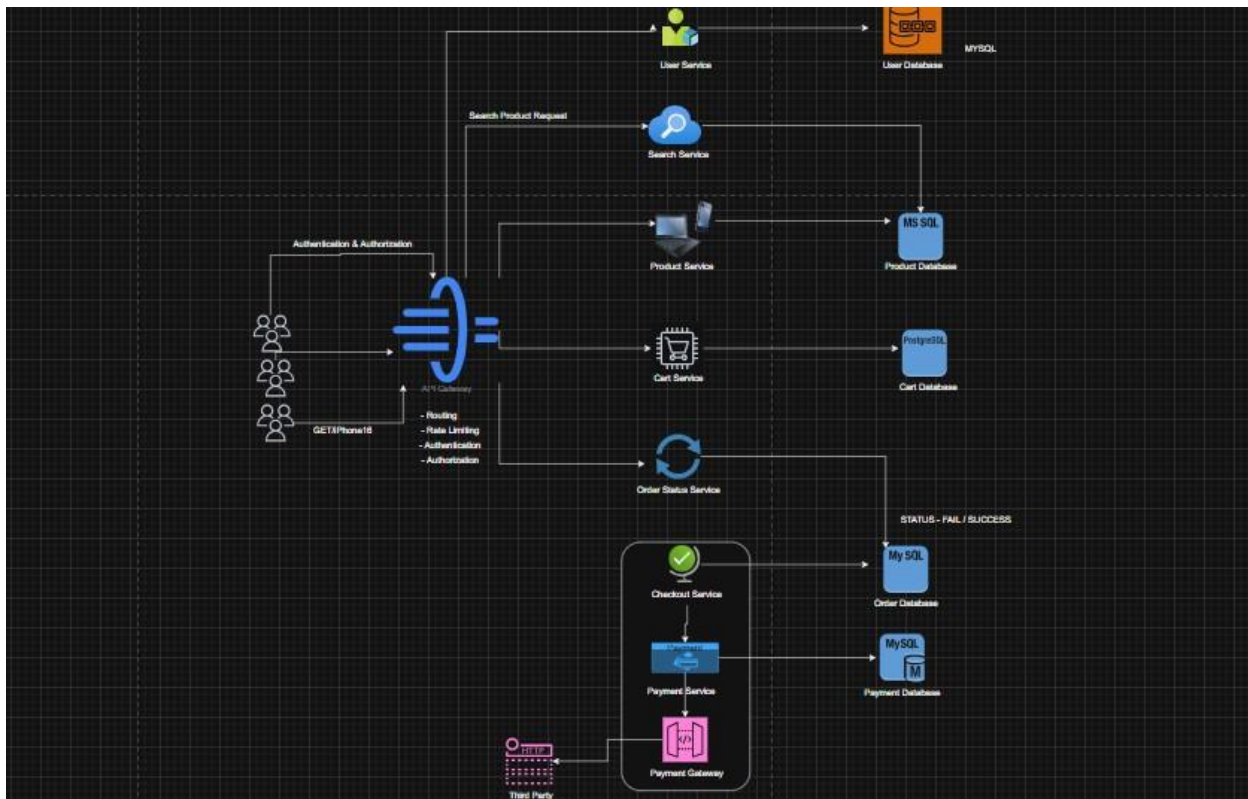 User Service
User Database
MYSQL
Search Product Request
Search Service
MS SQL
Product Database
Product Service
Authentication & Authorization
API Gateway
- Routing
- Rate Limiting
- Authentication
- Authorization
GET/iPhone16
Cart Service
PostgreSQL
Cart Database
Order Status Service
STATUS - FAIL / SUCCESS
My SQL
Order Database
Checkout Service
Payment
Payment Service
MySQL
M
Payment Database
</>
Payment Gateway
HTTP
Third Party